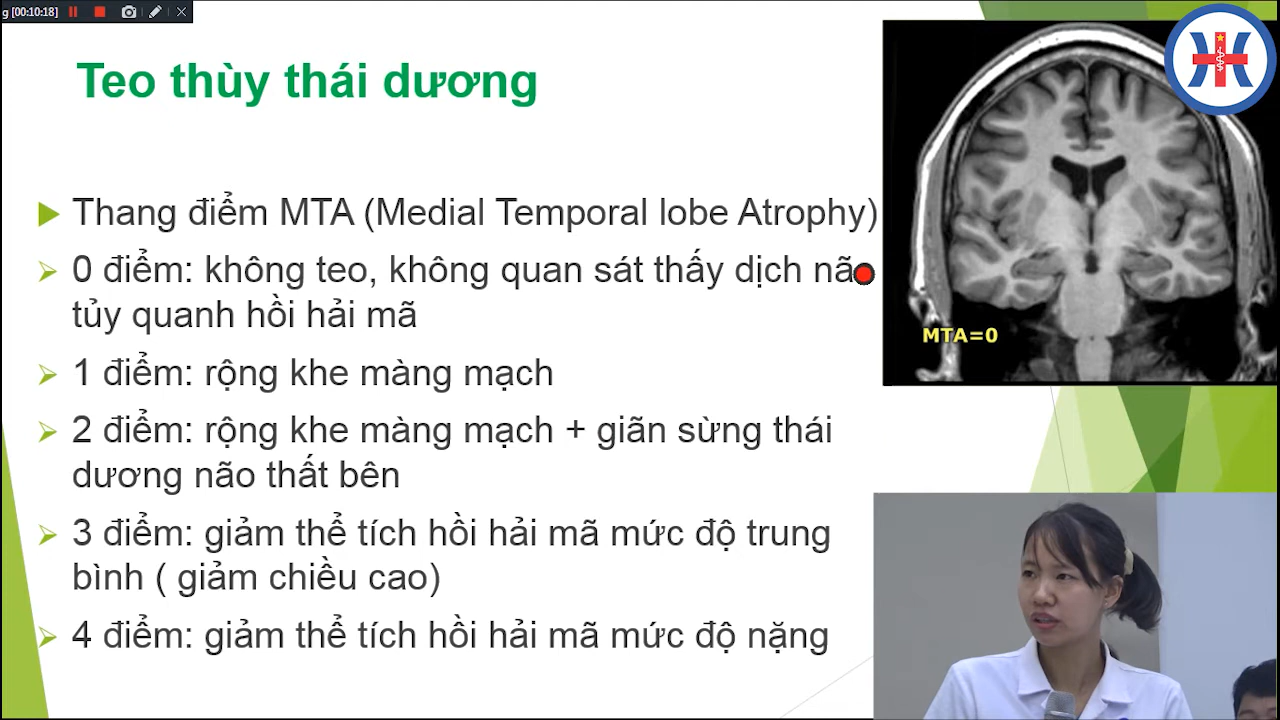 g [00:10:18]
Teo thùy thái dương
Thang điểm MTA (Medial Temporal lobe Atrophy)
0 điểm: không teo, không quan sát thấy dịch não
tủy quanh hồi hải mã
1 điểm: rộng khe màng mạch
2 điểm: rộng khe màng mạch + giãn sừng thái
dương não thất bên
3 điểm: giảm thể tích hồi hải mã mức độ trung
bình ( giảm chiều cao)
4 điểm: giảm thể tích hồi hải mã mức độ nặng
MTA=0